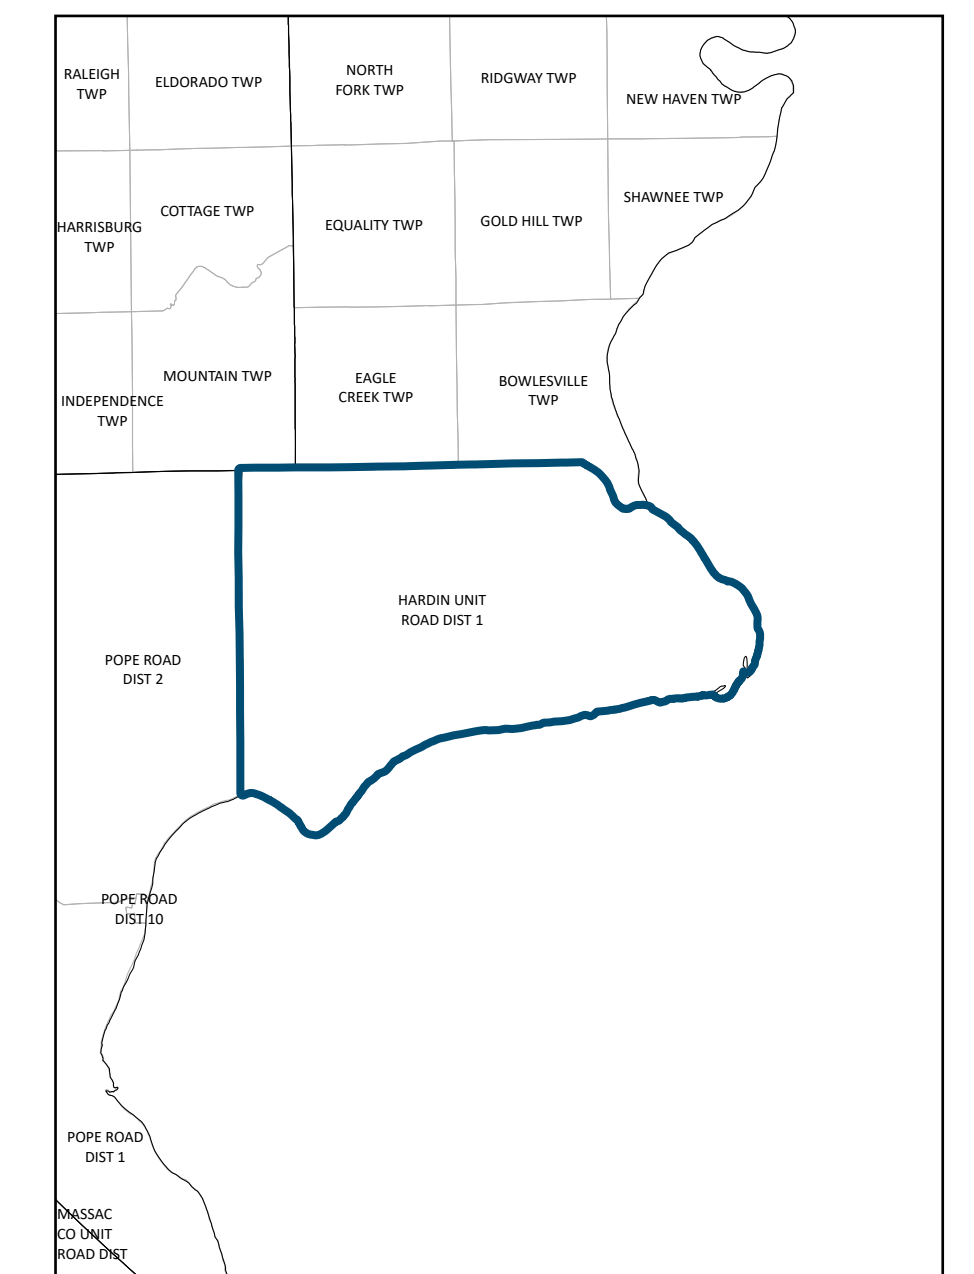 RALEIGH
TWP
ELDORADO TWP
NORTH
FORK TWP
RIDGWAY TWP
NEW HAVEN TWP
HARRISBURG
TWP
COTTAGE TWP
EQUALITY TWP
GOLD HILL TWP
SHAWNEE TWP
INDEPENDENCE
TWP
MOUNTAIN TWP
EAGLE
CREEK TWP
BOWLESVILLE
TWP
HARDIN UNIT
ROAD DIST 1
POPE ROAD
DIST 2
POPE ROAD
DIST 10
POPE ROAD
DIST 1
MASSAC
CO UNIT
ROAD DIST